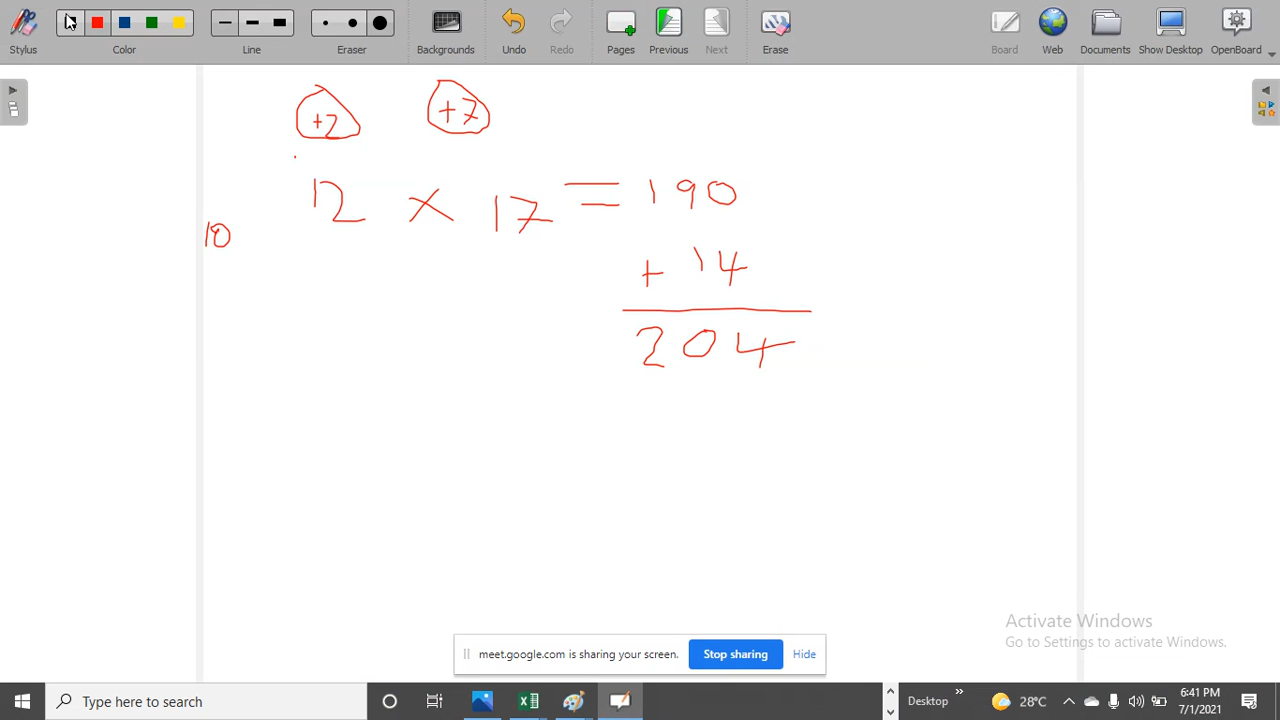 Stylus Color Line Eraser Backgrounds Undo Redo Pages Previous Next Erase Board Web Documents Show Desktop OpenBoard
+2 +7
12 × 17 = 190
10
+ 14
204
Activate Windows
Go to Settings to activate Windows.
meet.google.com is sharing your screen. Stop sharing Hide
Type here to search
Desktop
28°C
6:41 PM
7/1/2021